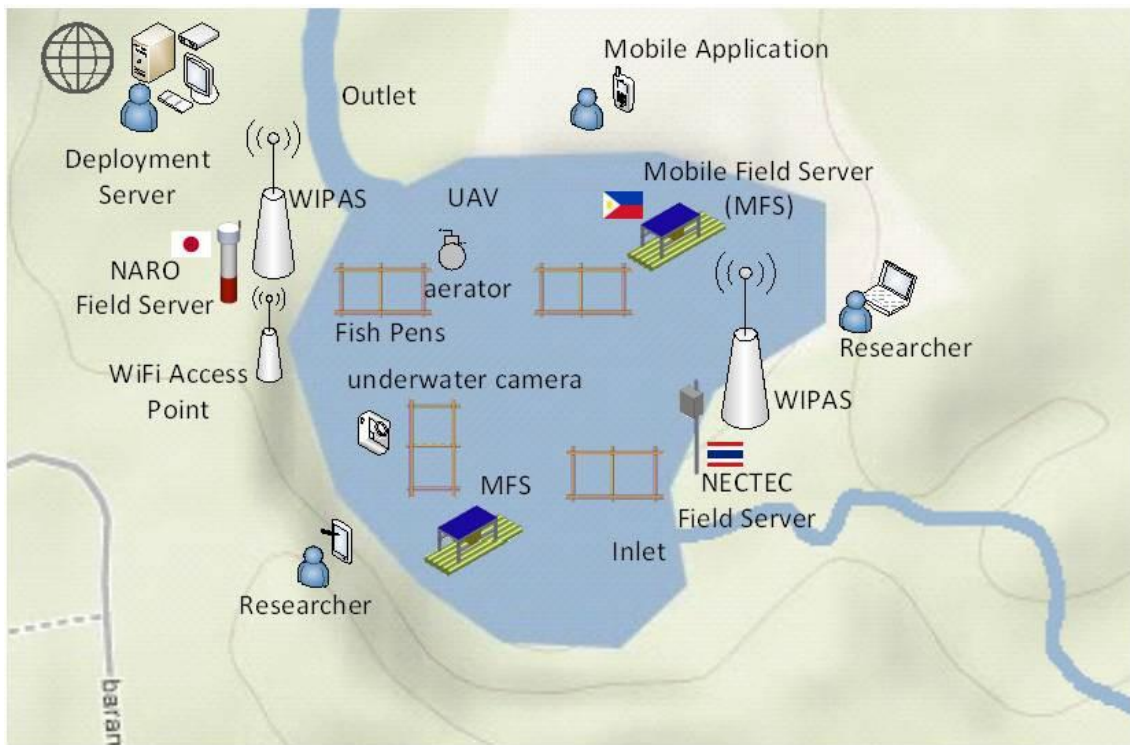 Mobile Application
Outlet
Deployment
Server
WIPAS
UAV
Mobile Field Server
(MFS)
NARO
Field Server
aerator
Fish Pens
Researcher
WiFi Access
Point
underwater camera
WIPAS
MFS
NECTEC
Field Server
Inlet
Researcher
baran